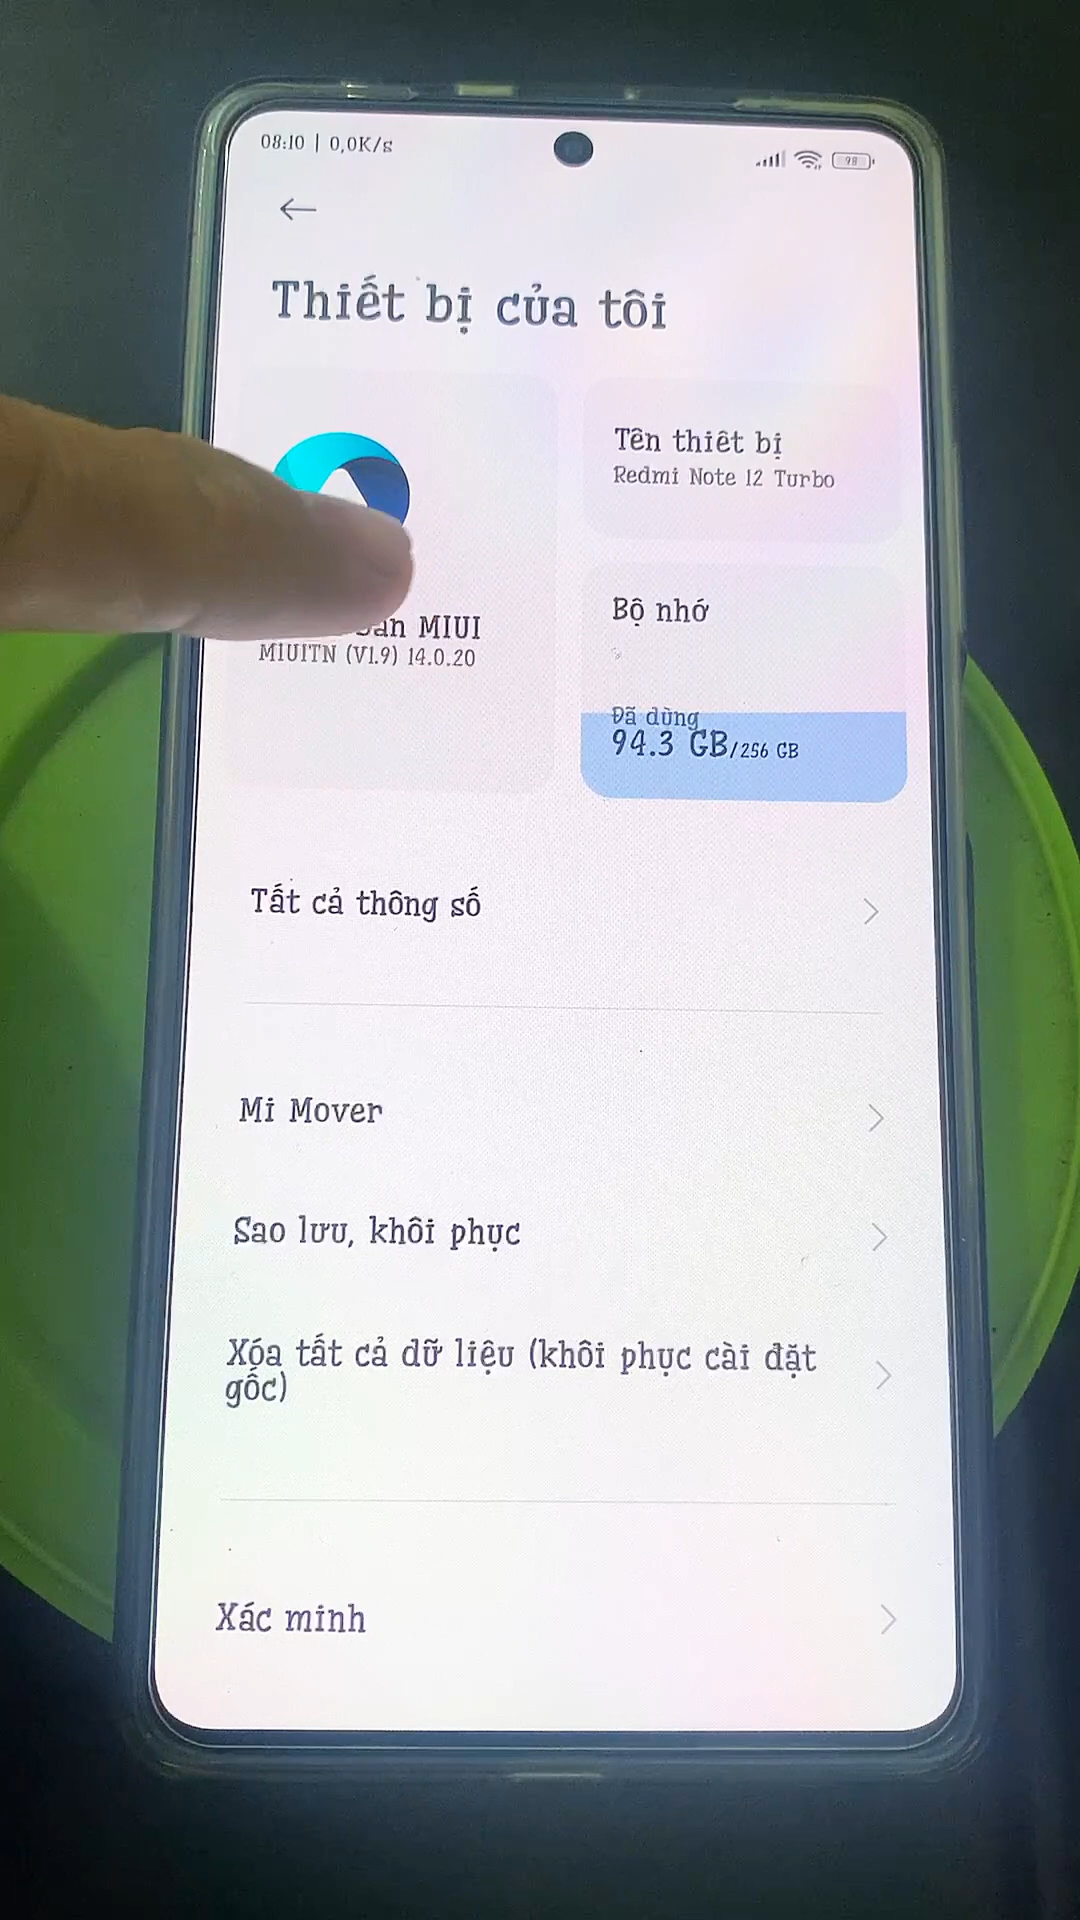 08:10 | 0,0K/s
98
Thiết bị của tôi
Tên thiết bị
Redmi Note 12 Turbo
MIUI
MIUITN (V1.9) 14.0.20
Bộ nhớ
Đã dùng
94.3 GB/256 GB
Tất cả thông số
Mi Mover
Sao lưu, khôi phục
Xóa tất cả dữ liệu (khôi phục cài đặt
gốc)
Xác minh